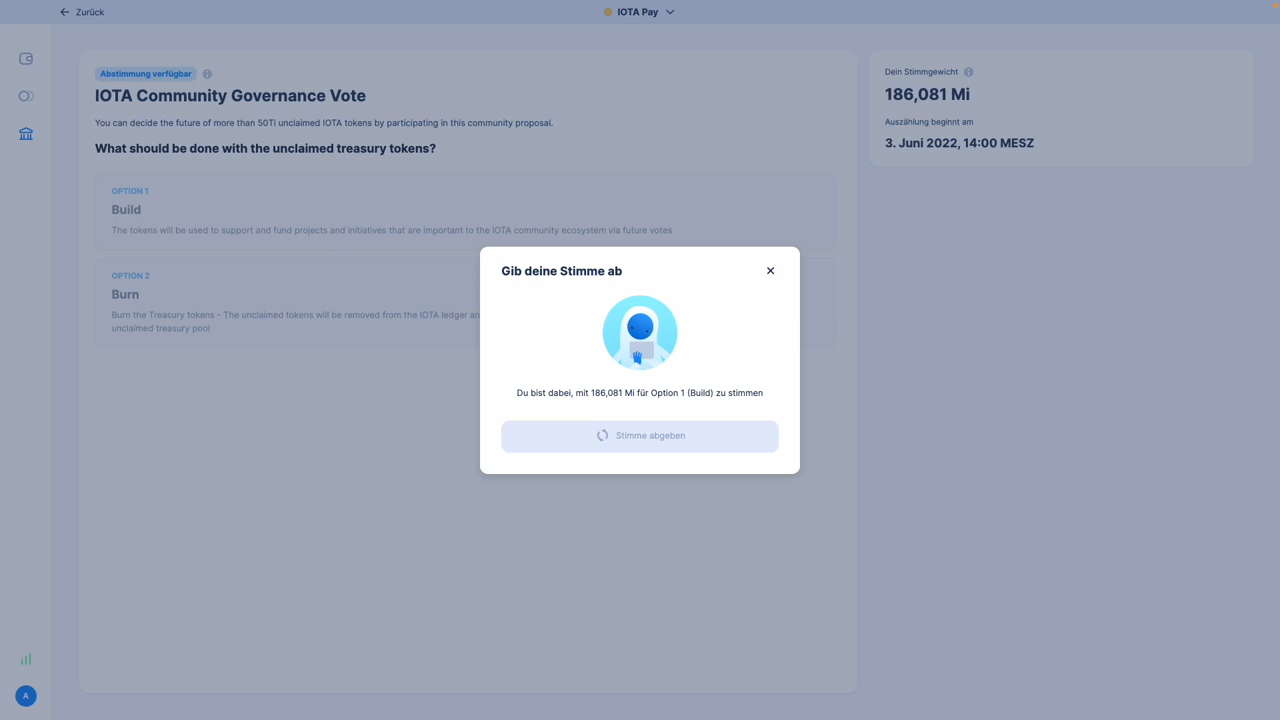 Zurück
IOTA Pay
Abstimmung verfügbar
IOTA Community Governance Vote
You can decide the future of more than 50Ti unclaimed IOTA tokens by participating in this community proposal.
What should be done with the unclaimed treasury tokens?
OPTION 1
Build
The tokens will be used to support and fund projects and initiatives that are important to the IOTA community ecosystem via future votes
OPTION 2
Burn
Burn the Treasury tokens - The unclaimed tokens will be removed from the IOTA ledger
unclaimed treasury pool
Dein Stimmgewicht
186,081 Mi
Auszählung beginnt am
3. Juni 2022, 14:00 MESZ
Gib deine Stimme ab
Du bist dabei, mit 186,081 Mi für Option 1 (Build) zu stimmen
Stimme abgeben
A